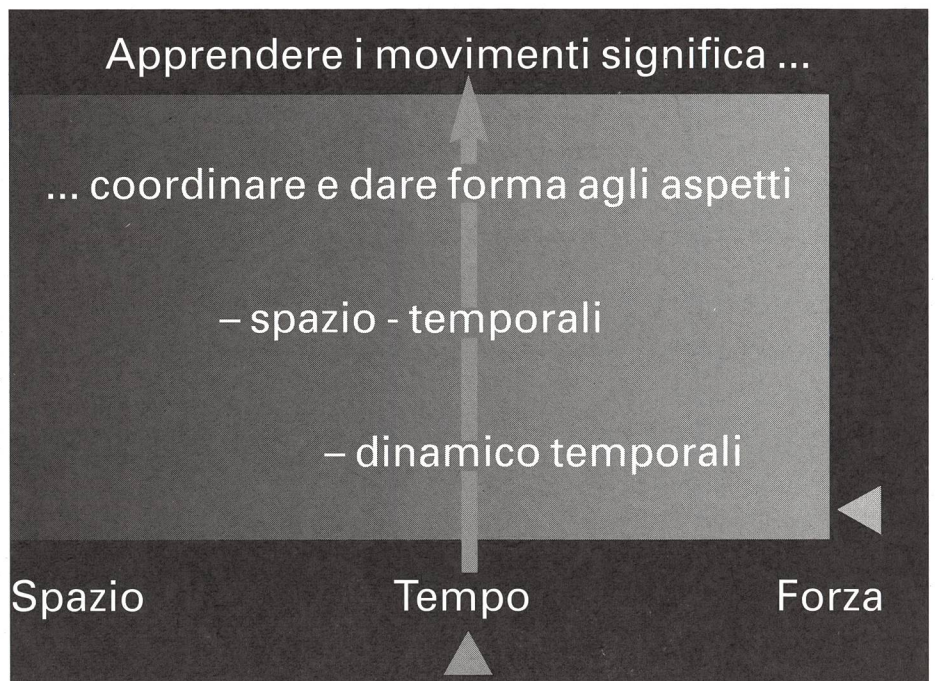 Apprendere i movimenti significa ...
... coordinare e dare forma agli aspetti
– spazio - temporali
– dinamico temporali
Spazio Tempo Forza